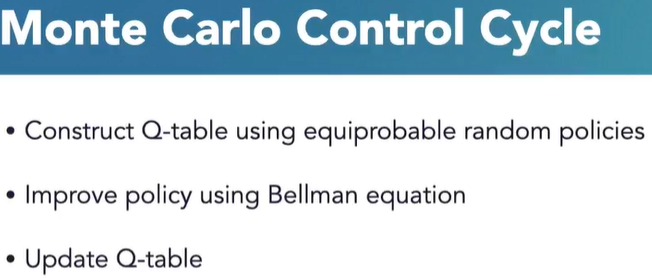 Monte Carlo Control Cycle
• Construct Q-table using equiprobable random policies
• Improve policy using Bellman equation
• Update Q-table